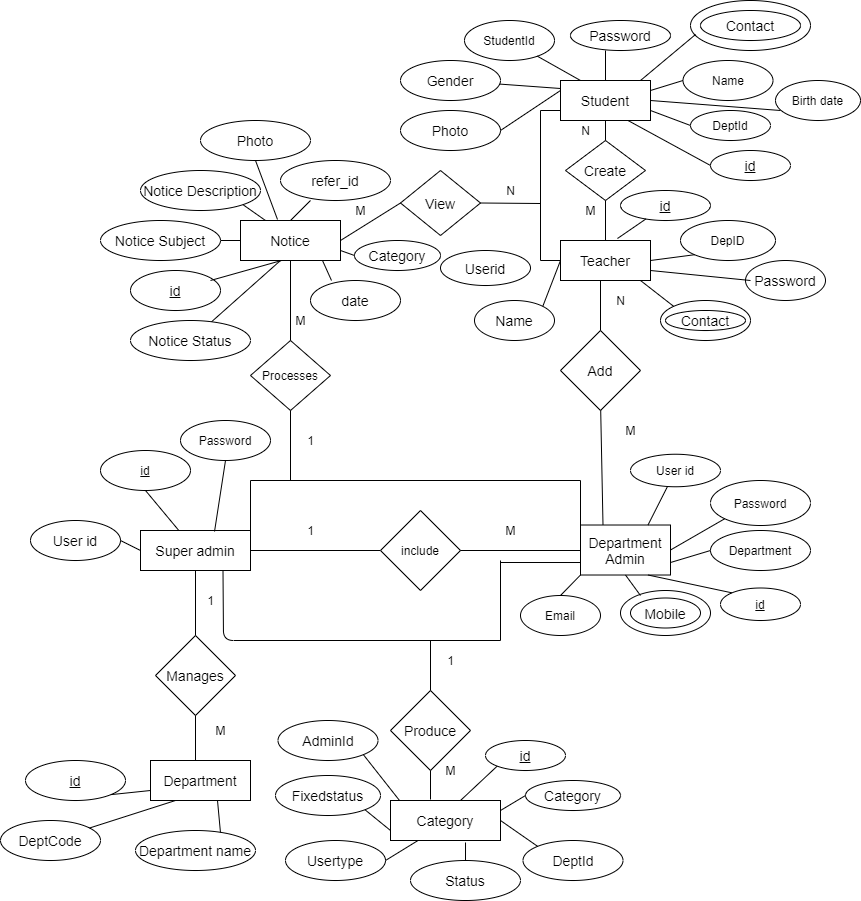 Contact
Password
StudentId
Gender
Name
Birth date
Student
Photo
DeptId
N
Photo
id
Create
refer_id
Notice Description
View
N
M
M
id
Notice Subject
Notice
DepID
Category
Userid
Teacher
Password
id
date
N
Name
Contact
Notice Status
M
Processes
Add
M
1
Password
id
User id
Password
1
M
User id
Super admin
include
Department
Admin
Department
1
Email
Mobile
id
1
Manages
M
Produce
AdminId
id
M
id
Department
Fixedstatus
Category
Category
DeptCode
Department name
Usertype
DeptId
Status